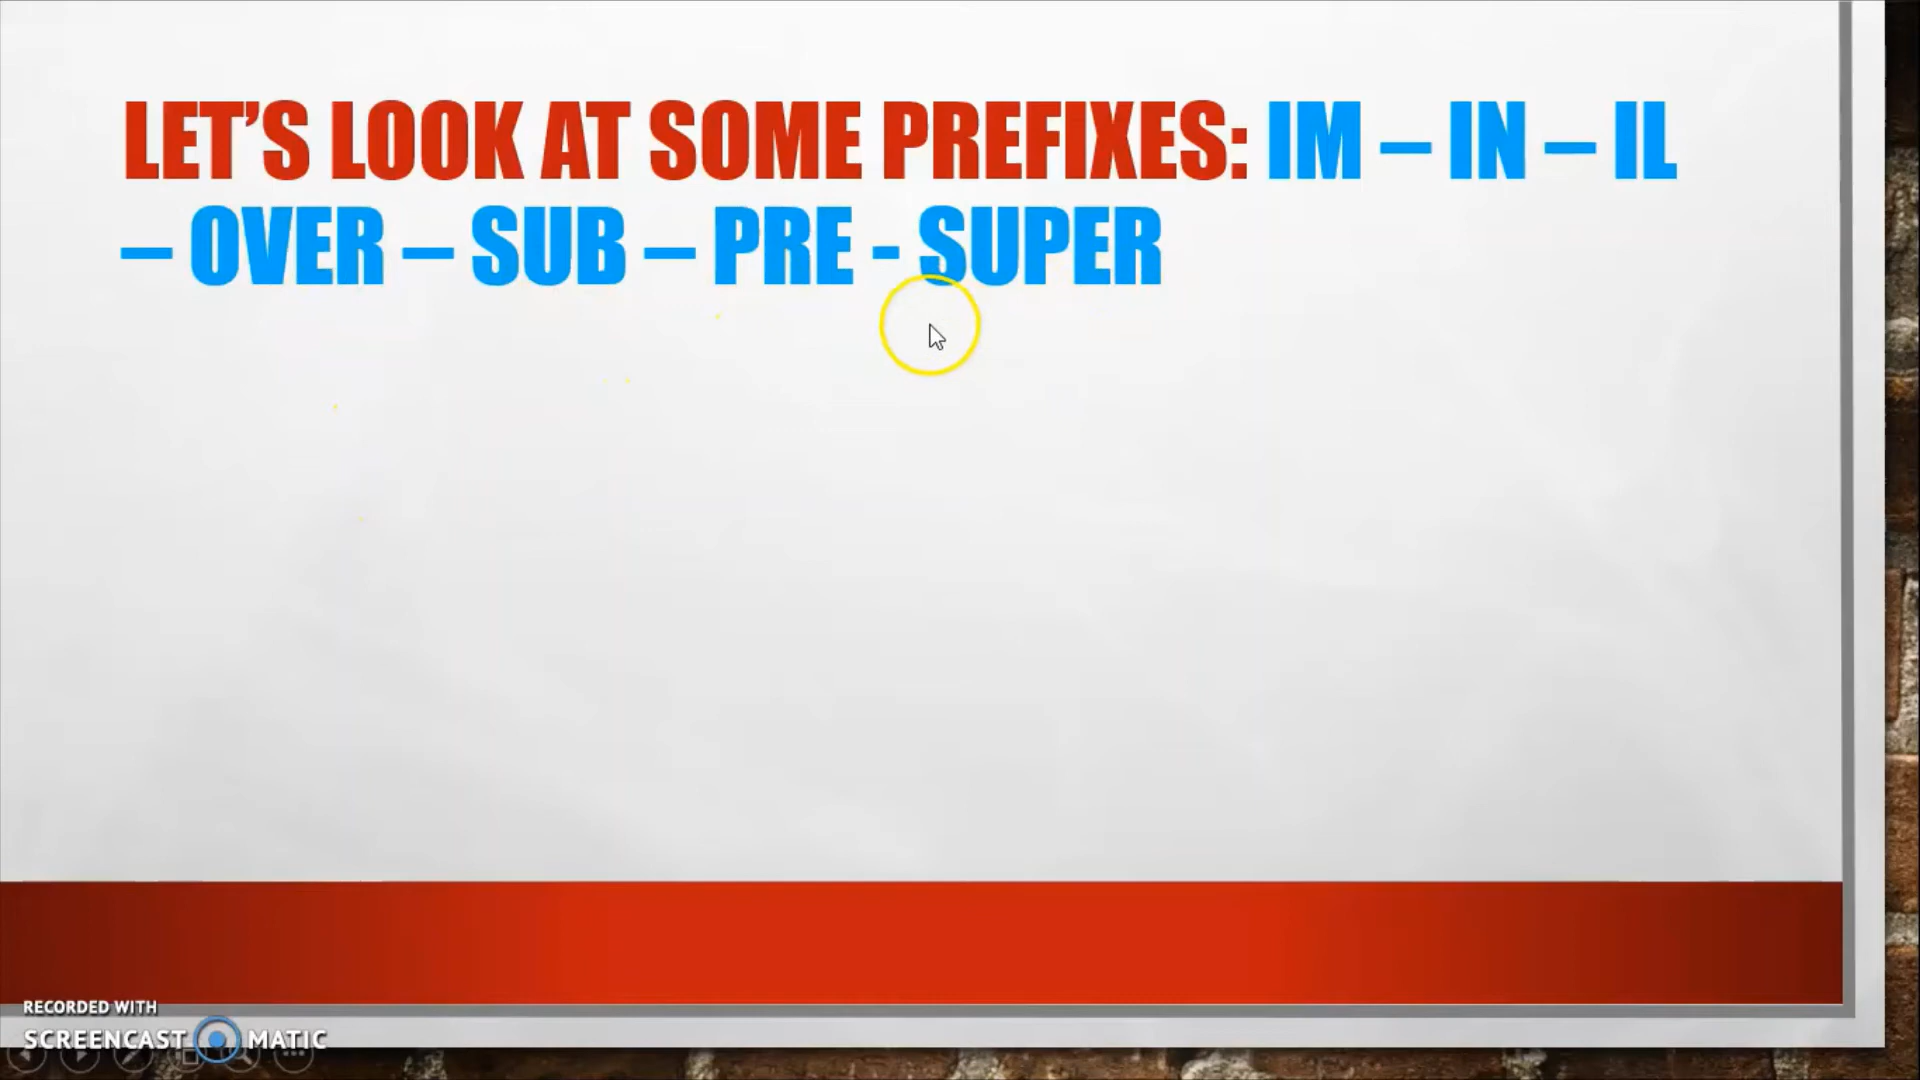 LET’S LOOK AT SOME PREFIXES: IM – IN – IL
– OVER – SUB – PRE - SUPER
RECORDED WITH
SCREENCAST MATIC